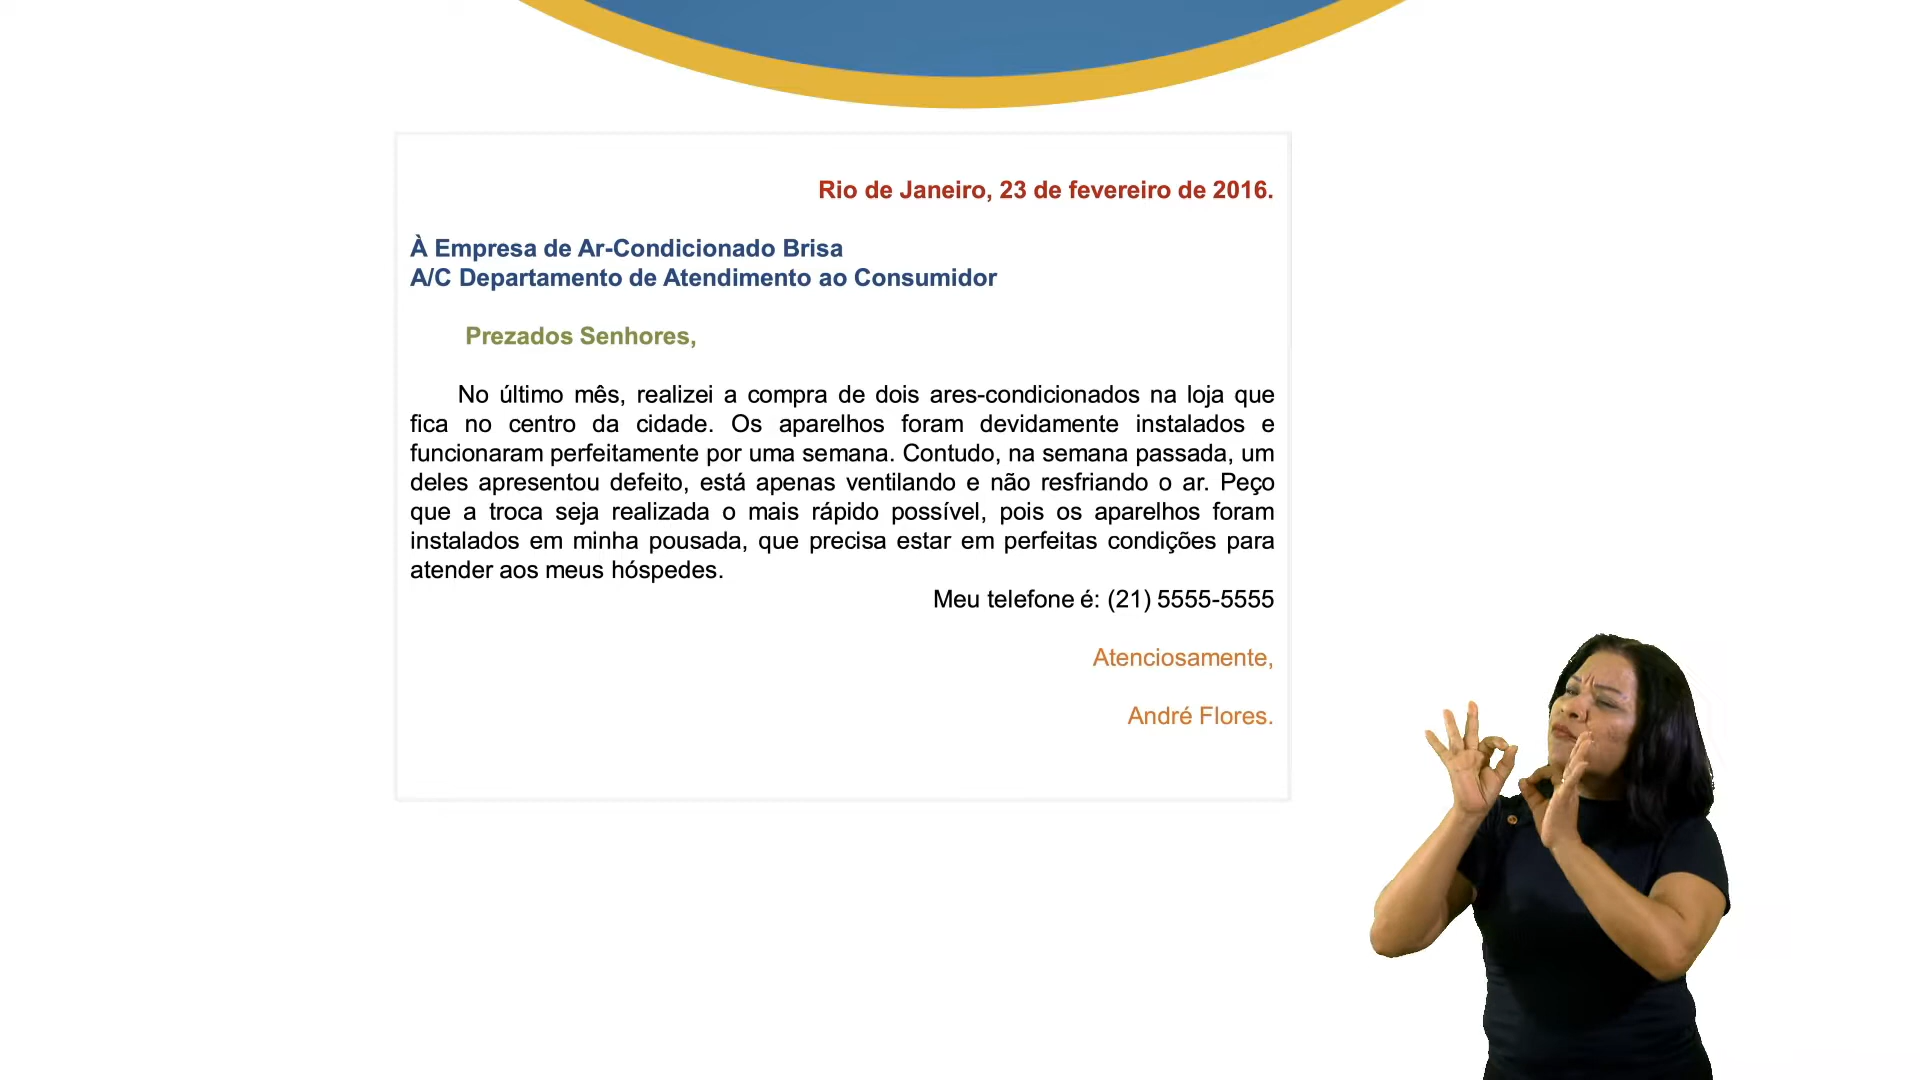 Rio de Janeiro, 23 de fevereiro de 2016.
À Empresa de Ar-Condicionado Brisa
A/C Departamento de Atendimento ao Consumidor
Prezados Senhores,
No último mês, realizei a compra de dois ares-condicionados na loja que
fica no centro da cidade. Os aparelhos foram devidamente instalados e
funcionaram perfeitamente por uma semana. Contudo, na semana passada, um
deles apresentou defeito, está apenas ventilando e não resfriando o ar. Peço
que a troca seja realizada o mais rápido possível, pois os aparelhos foram
instalados em minha pousada, que precisa estar em perfeitas condições para
atender aos meus hóspedes.
Meu telefone é: (21) 5555-5555
Atenciosamente,
André Flores.